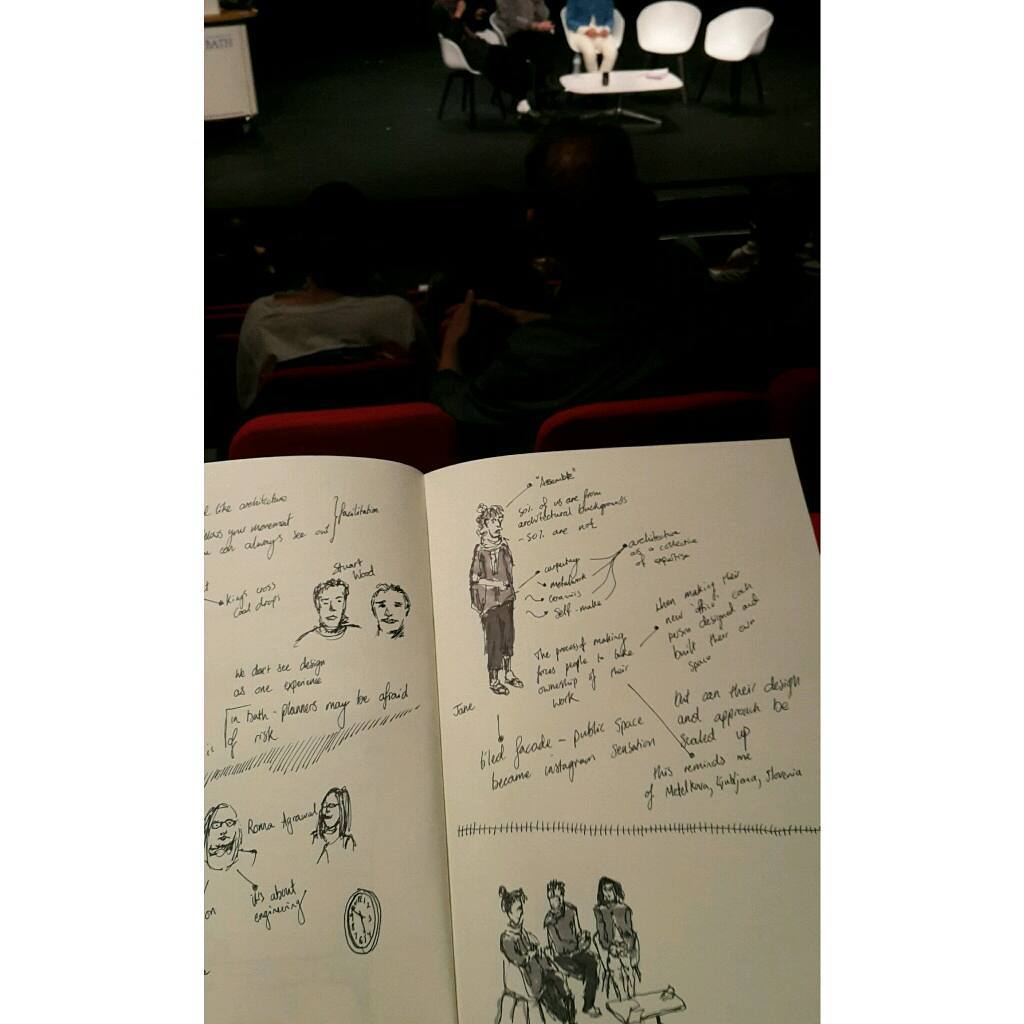 BATH
like architecture
your movement
can always see out
facilitation
Kings cross
Coal drops
Stuart
Wood
We don't see design
as one experience
in Bath - planners may be afraid
of risk
Roma Agrawal
it's about
engineering
on
"Assemble"
50% of us are from
architectural backgrounds
- 50% are not
carpentry
metalwork
ceramics
Self-make
architecture
as a collective
of expertise
The process of making
forces people to take
ownership of their
work
when making their
new office each
person designed and
built their own
space
Jane
tiled facade - public space
became instagram sensation
but can their design
and approach be
scaled up
this reminds me
of Metelkova, Ljubljana, Slovenia